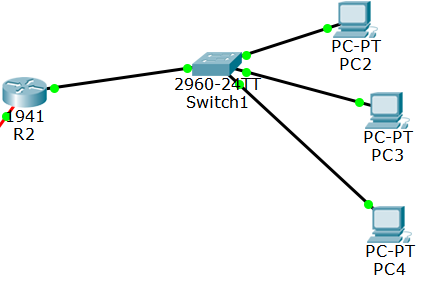 PC-PT
PC2
2960-24TT
Switch1
1941
R2
PC-PT
PC3
PC-PT
PC4